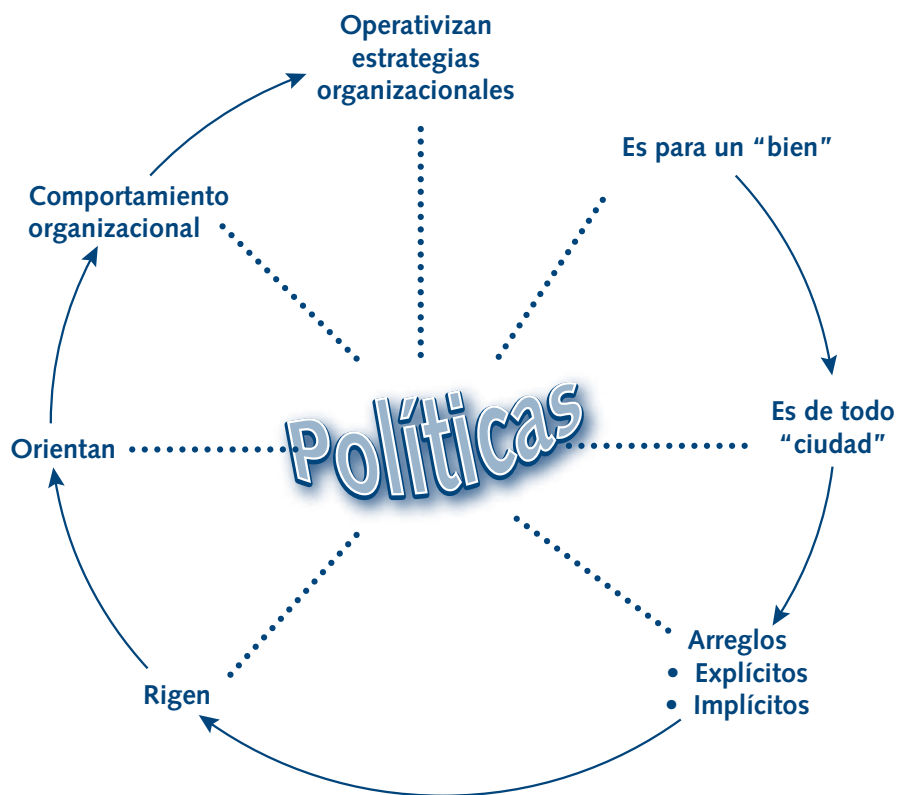 Operativizan
estrategias
organizacionales
Es para un “bien”
Comportamiento
organizacional
Políticas
Es de todo
“ciudad”
Orientan
Arreglos
• Explícitos
• Implícitos
Rigen